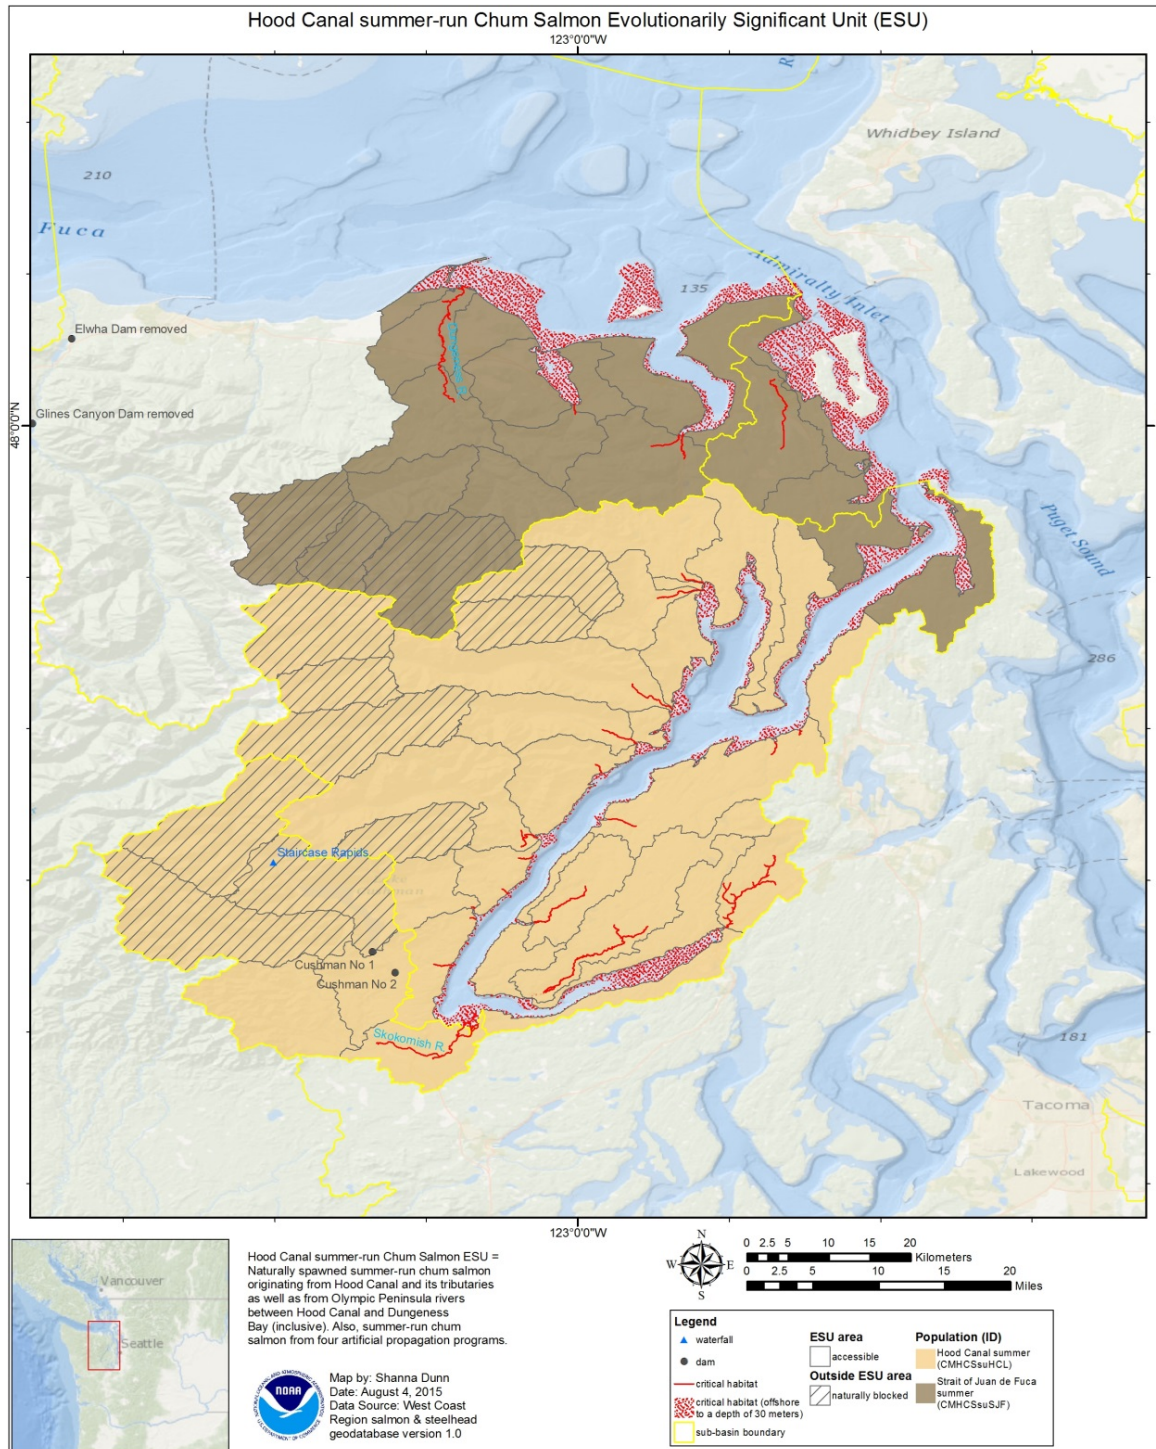 Hood Canal summer-run Chum Salmon Evolutionarily Significant Unit (ESU)
123°0'0"W
Whidbey Island
210
Fuca
Admiralty Inlet
135
Elwha Dam removed
Glines Canyon Dam removed
48°0'0"N
Puget Sound
286
Staircase Rapids
Cushman No 1
Cushman No 2
Skokomish R.
181
Tacoma
Lakewood
123°0'0"W
Vancouver
Seattle
Hood Canal summer-run Chum Salmon ESU =
Naturally spawned summer-run chum salmon
originating from Hood Canal and its tributaries
as well as from Olympic Peninsula rivers
between Hood Canal and Dungeness
Bay (inclusive). Also, summer-run chum
salmon from four artificial propagation programs.
NOAA
Map by: Shanna Dunn
Date: August 4, 2015
Data Source: West Coast
Region salmon & steelhead
geodatabase version 1.0
N
W E
S
0 2.5 5 10 15 20
Kilometers
0 2.5 5 10 15 20
Miles
Legend
waterfall
dam
critical habitat
critical habitat (offshore
to a depth of 30 meters)
sub-basin boundary
ESU area
accessible
Outside ESU area
naturally blocked
Population (ID)
Hood Canal summer
(CMHCSsuHCL)
Strait of Juan de Fuca
summer
(CMHCSsuSJF)